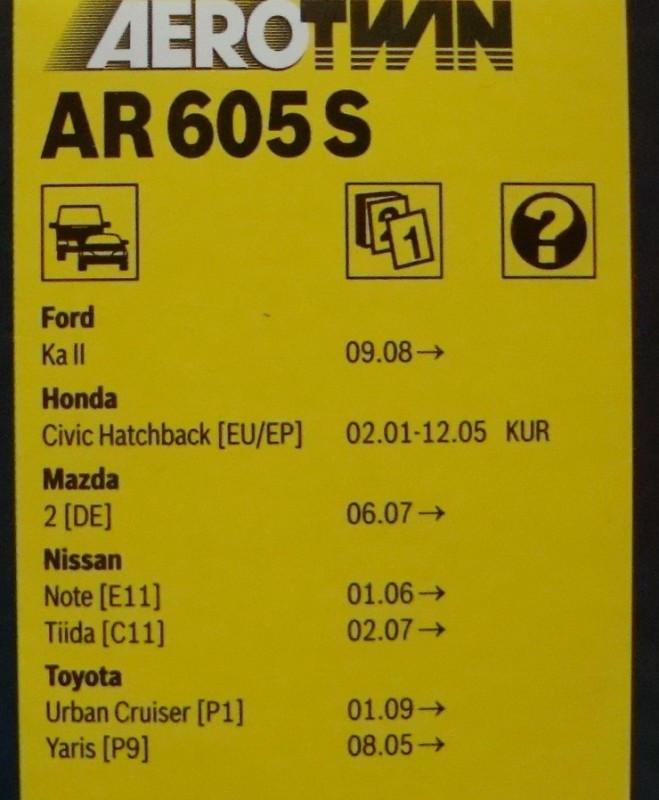 AEROTWIN
AR 605 S
2 1 ?
Ford
Ka II 09.08→
Honda
Civic Hatchback [EU/EP] 02.01-12.05 KUR
Mazda
2 [DE] 06.07→
Nissan
Note [E11] 01.06→
Tiida [C11] 02.07→
Toyota
Urban Cruiser [P1] 01.09→
Yaris [P9] 08.05→